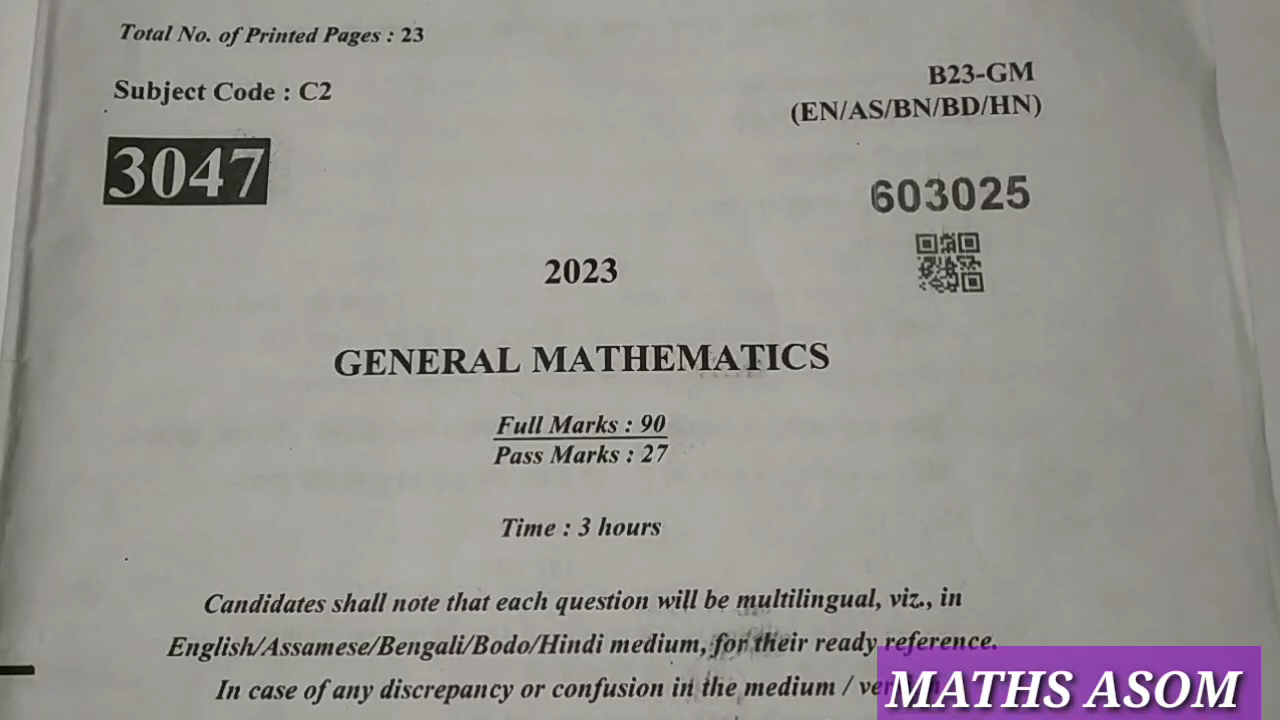 Total No. of Printed Pages : 23
Subject Code : C2
B23-GM
(EN/AS/BN/BD/HN)
3047
603025
2023
GENERAL MATHEMATICS
Full Marks : 90
Pass Marks : 27
Time : 3 hours
Candidates shall note that each question will be multilingual, viz., in
English/Assamese/Bengali/Bodo/Hindi medium, for their ready reference.
In case of any discrepancy or confusion in the medium /
MATHS ASOM